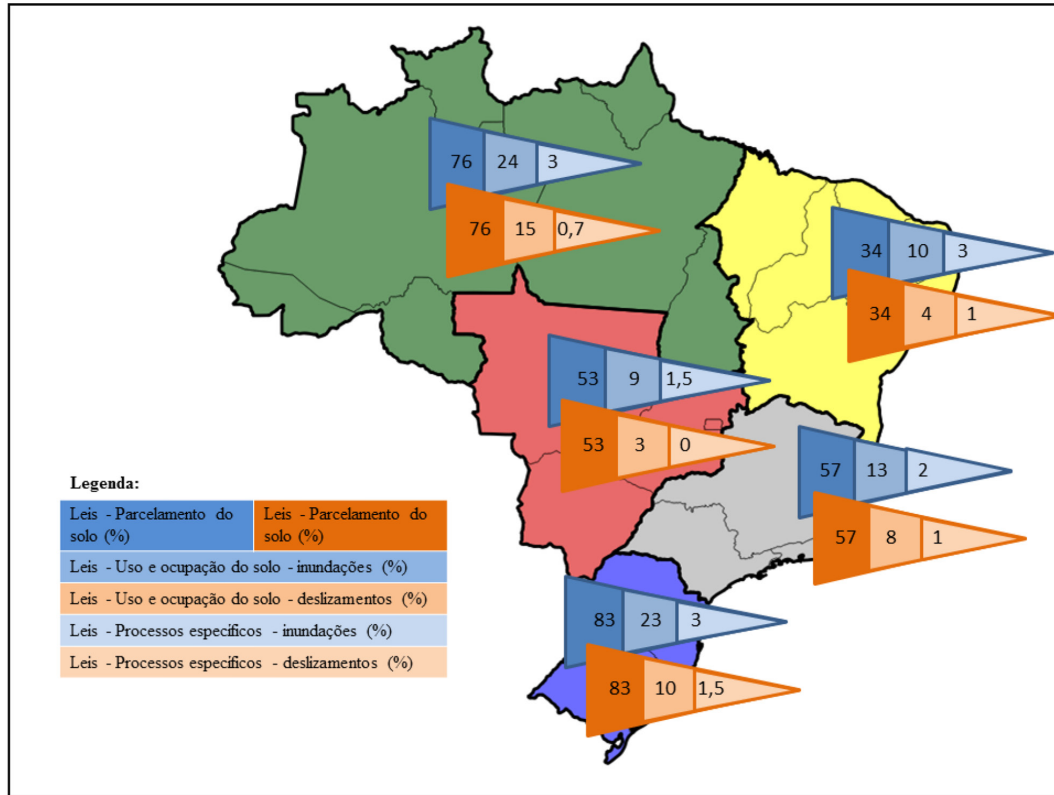 76 24 3
76 15 0,7
34 10 3
34 4 1
53 9 1,5
53 3 0
57 13 2
57 8 1
Legenda:
Leis - Parcelamento do
solo (%)
Leis - Parcelamento do
solo (%)
Leis - Uso e ocupação do solo - inundações (%)
Leis - Uso e ocupação do solo - deslizamentos (%)
Leis - Processos específicos - inundações (%)
Leis - Processos específicos - deslizamentos (%)
83 23 3
83 10 1,5